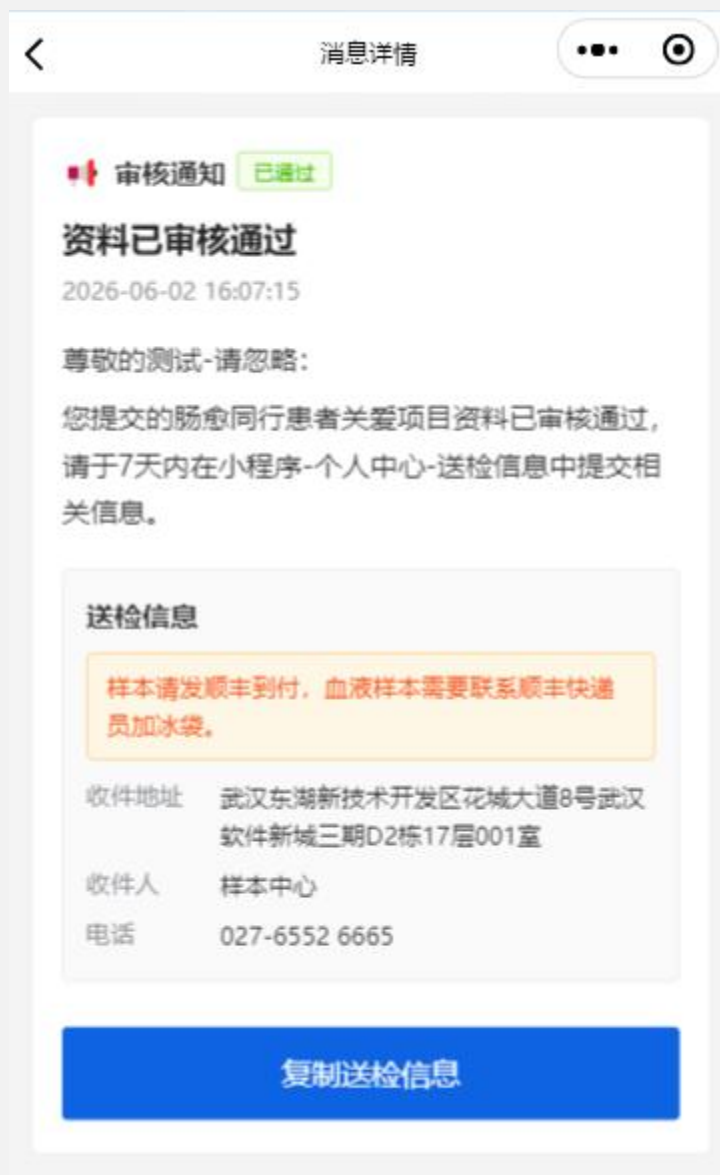 消息详情
审核通知 已通过
资料已审核通过
2026-06-02 16:07:15
尊敬的测试-请忽略：
您提交的肠愈同行患者关爱项目资料已审核通过，
请于7天内在小程序-个人中心-送检信息中提交相
关信息。
送检信息
样本请发顺丰到付，血液样本需要联系顺丰快递
员加冰袋。
收件地址 武汉东湖新技术开发区花城大道8号武汉
软件新城三期D2栋17层001室
收件人 样本中心
电话 027-6552 6665
复制送检信息